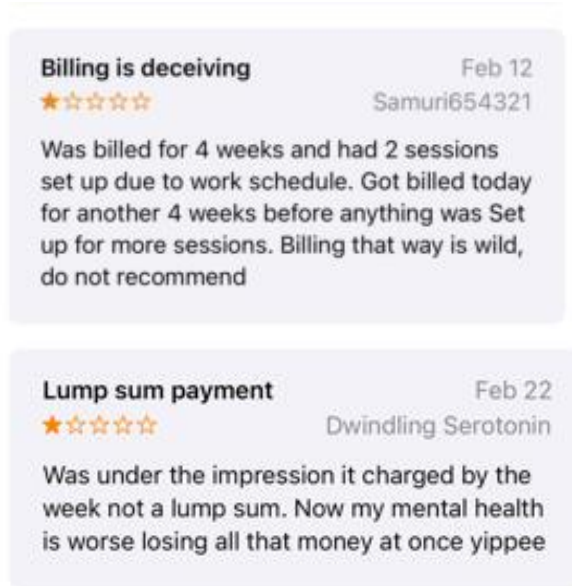 Billing is deceiving Feb 12
Samuri654321
Was billed for 4 weeks and had 2 sessions
set up due to work schedule. Got billed today
for another 4 weeks before anything was Set
up for more sessions. Billing that way is wild,
do not recommend
Lump sum payment Feb 22
Dwindling Serotonin
Was under the impression it charged by the
week not a lump sum. Now my mental health
is worse losing all that money at once yippee